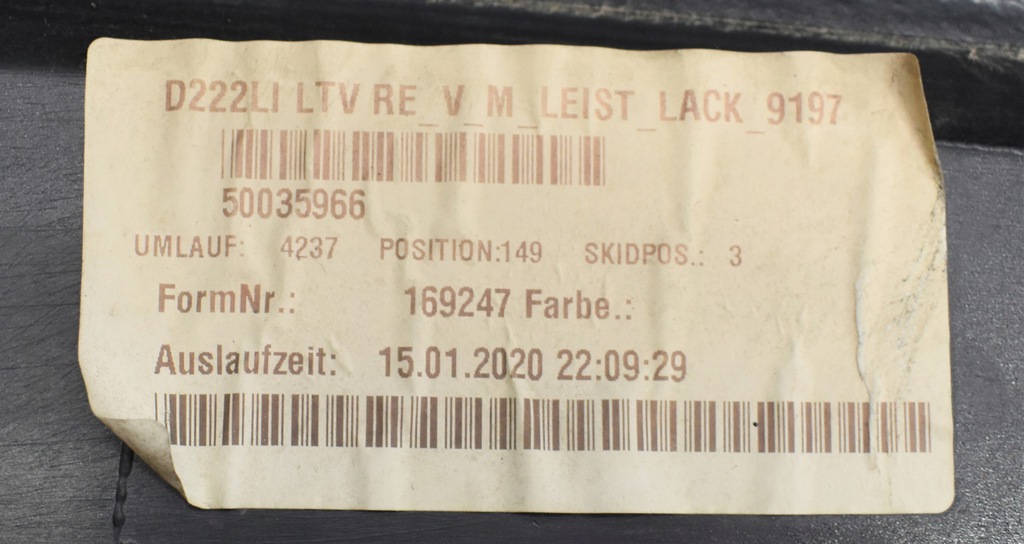 D222LI LTV RE_V_M_LEIST_LACK_9197
50035966
UMLAUF: 4237 POSITION:149 SKIDPOS.: 3
FormNr.: 169247 Farbe.:
Auslaufzeit: 15.01.2020 22:09:29